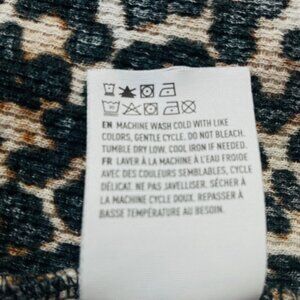 EN MACHINE WASH COLD WITH LIKE
COLORS, GENTLE CYCLE. DO NOT BLEACH.
TUMBLE DRY LOW. COOL IRON IF NEEDED.
FR LAVER À LA MACHINE À L'EAU FROIDE
AVEC DES COULEURS SEMBLABLES, CYCLE
DÉLICAT. NE PAS JAVELLISER. SÉCHER À
LA MACHINE CYCLE DOUX. REPASSER À
BASSE TEMPÉRATURE AU BESOIN.